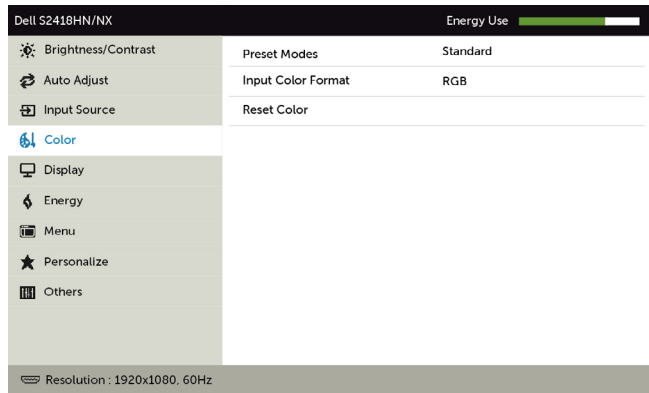 Dell S2418HN/NX
Energy Use
Brightness/Contrast
Auto Adjust
Input Source
Color
Display
Energy
Menu
Personalize
Others
Preset Modes Standard
Input Color Format RGB
Reset Color
Resolution : 1920x1080, 60Hz